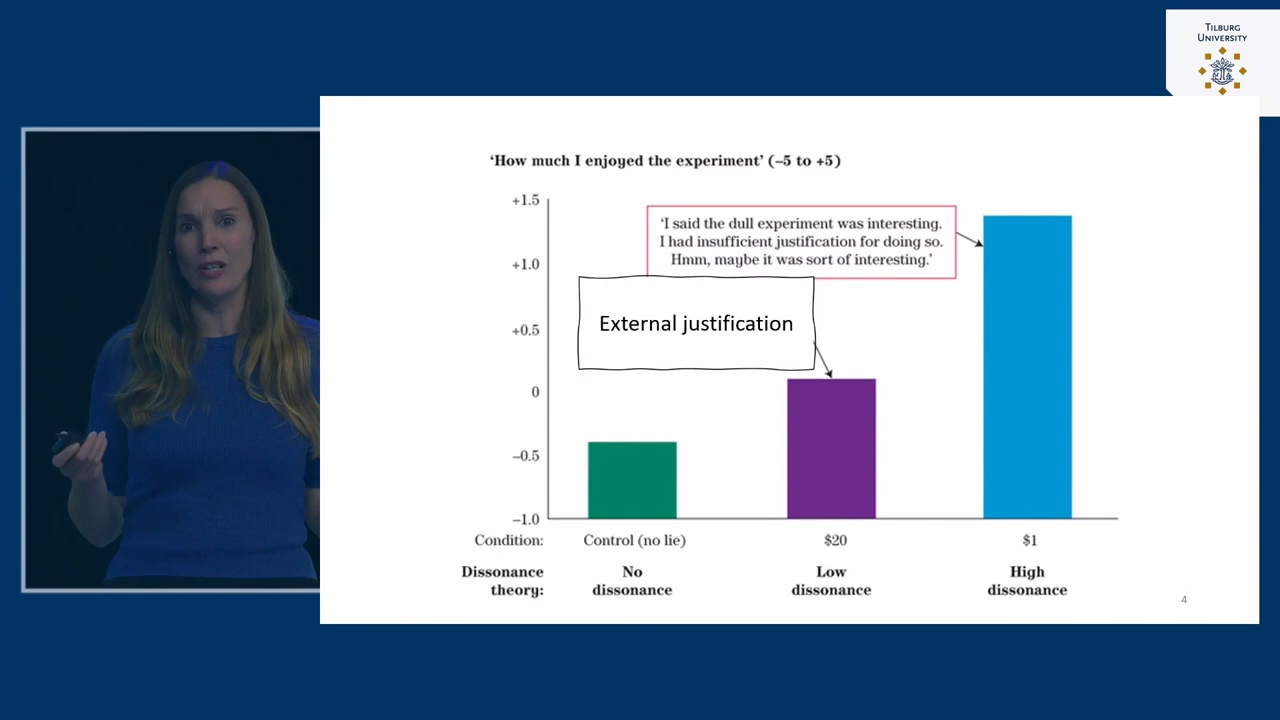 TILBURG
UNIVERSITY
‘How much I enjoyed the experiment’ (–5 to +5)
+1.5
+1.0
+0.5
0
–0.5
–1.0
‘I said the dull experiment was interesting.
I had insufficient justification for doing so.
Hmm, maybe it was sort of interesting.’
External justification
Condition: Control (no lie) $20 $1
Dissonance No Low High
theory: dissonance dissonance dissonance
4